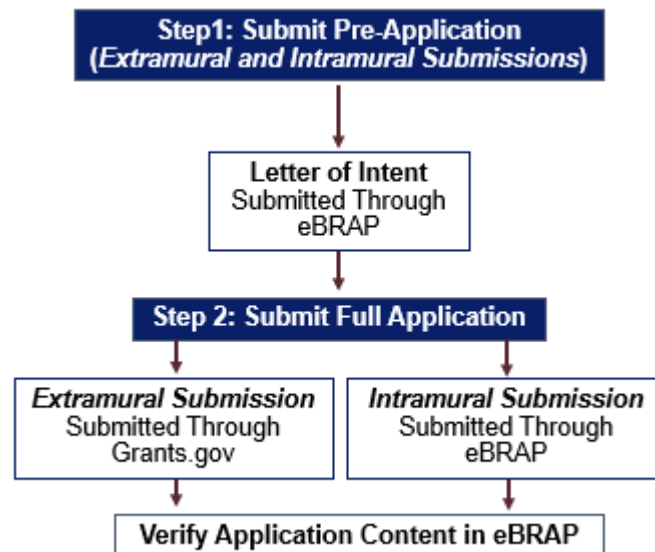 Step1: Submit Pre-Application
(Extramural and Intramural Submissions)
Letter of Intent
Submitted Through
eBRAP
Step 2: Submit Full Application
Extramural Submission
Submitted Through
Grants.gov
Intramural Submission
Submitted Through
eBRAP
Verify Application Content in eBRAP